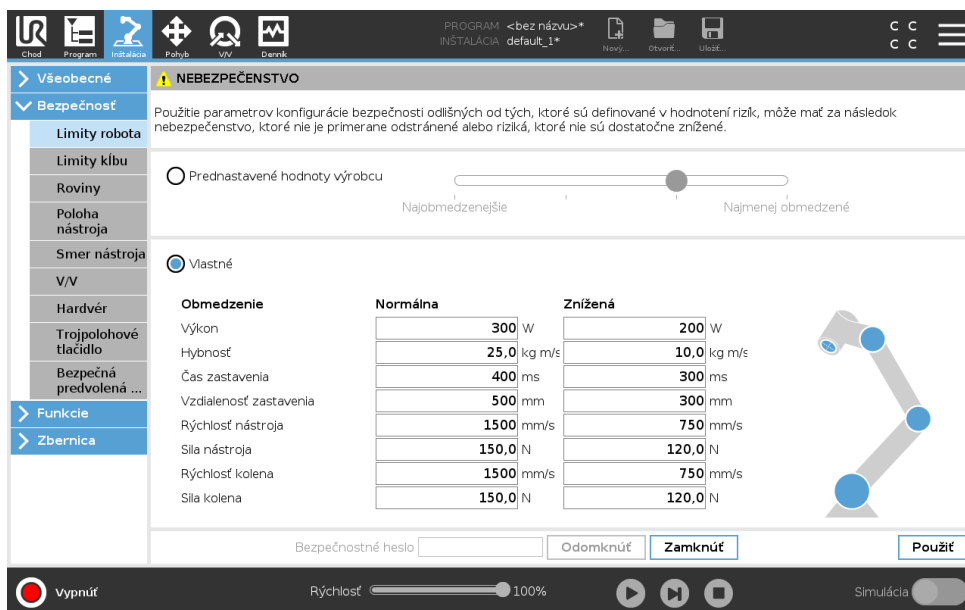 UR
PROGRAM <bez názvu>*
INŠTALÁCIA default_1*
C C
C C
Chod Program Inštalácia Pohyb V/V Denník Nový... Otvoriť... Uložiť...
Všeobecné
Bezpečnosť
Limity robota
Limity kĺbu
Roviny
Poloha
nástroja
Smer nástroja
V/V
Hardvér
Trojpolohové
tlačidlo
Bezpečná
predvolená ...
Funkcie
Zbernica
NEBEZPEČENSTVO
Použitie parametrov konfigurácie bezpečnosti odlišných od tých, ktoré sú definované v hodnotení rizík, môže mať za následok
nebezpečenstvo, ktoré nie je primerane odstránené alebo riziká, ktoré nie sú dostatočne znížené.
Prednastavené hodnoty výrobcu
Najobmedzenejšie Najmenej obmedzené
Vlastné
Obmedzenie Normálna Znížená
Výkon 300 W 200 W
Hybnosť 25,0 kg m/s 10,0 kg m/s
Čas zastavenia 400 ms 300 ms
Vzdialenosť zastavenia 500 mm 300 mm
Rýchlosť nástroja 1500 mm/s 750 mm/s
Sila nástroja 150,0 N 120,0 N
Rýchlosť kolena 1500 mm/s 750 mm/s
Sila kolena 150,0 N 120,0 N
Bezpečnostné heslo Odomknúť Zamknúť Použiť
Vypnúť Rýchlosť 100% Simulácia